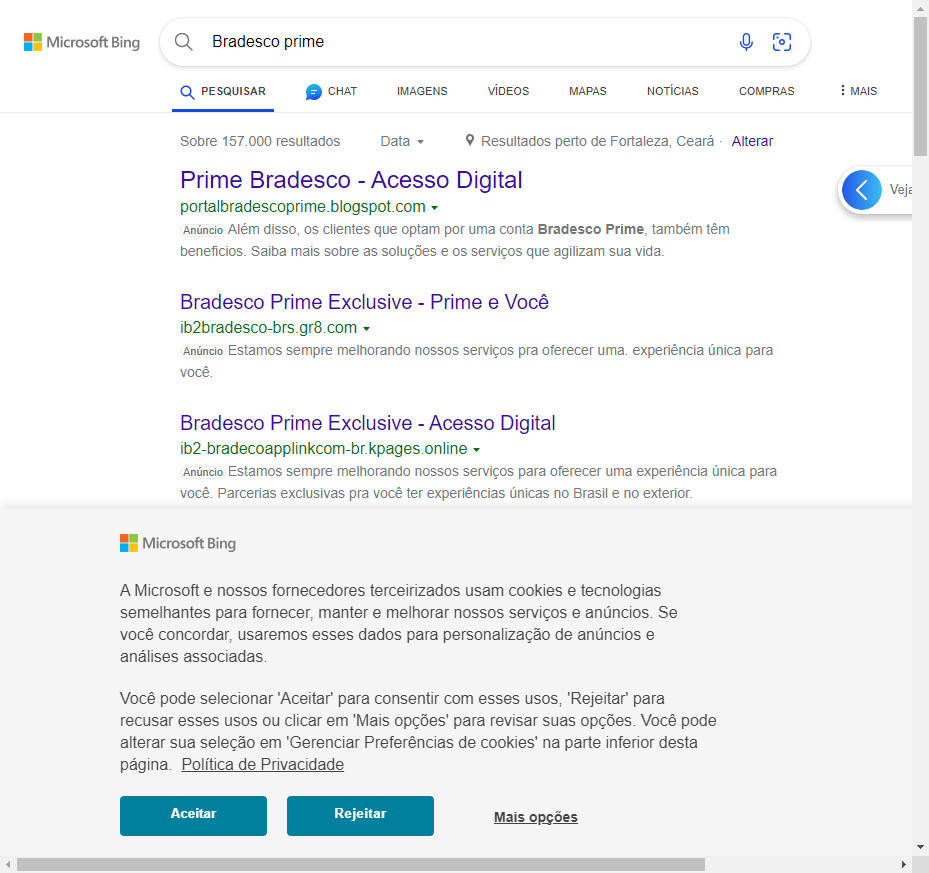 Microsoft Bing
Bradesco prime
PESQUISAR CHAT IMAGENS VÍDEOS MAPAS NOTÍCIAS COMPRAS MAIS
Sobre 157.000 resultados Data Resultados perto de Fortaleza, Ceará · Alterar
Prime Bradesco - Acesso Digital
portalbradescoprime.blogspot.com
Anúncio Além disso, os clientes que optam por uma conta Bradesco Prime, também têm
benefícios. Saiba mais sobre as soluções e os serviços que agilizam sua vida.
Veja
Bradesco Prime Exclusive - Prime e Você
ib2bradesco-brs.gr8.com
Anúncio Estamos sempre melhorando nossos serviços pra oferecer uma. experiência única para
você.
Bradesco Prime Exclusive - Acesso Digital
ib2-bradecoapplinkcom-br.kpages.online
Anúncio Estamos sempre melhorando nossos serviços para oferecer uma experiência única para
você. Parcerias exclusivas pra você ter experiências únicas no Brasil e no exterior.
Microsoft Bing
A Microsoft e nossos fornecedores terceirizados usam cookies e tecnologias
semelhantes para fornecer, manter e melhorar nossos serviços e anúncios. Se
você concordar, usaremos esses dados para personalização de anúncios e
análises associadas.
Você pode selecionar 'Aceitar' para consentir com esses usos, 'Rejeitar' para
recusar esses usos ou clicar em 'Mais opções' para revisar suas opções. Você pode
alterar sua seleção em 'Gerenciar Preferências de cookies' na parte inferior desta
página. Política de Privacidade
Aceitar Rejeitar Mais opções